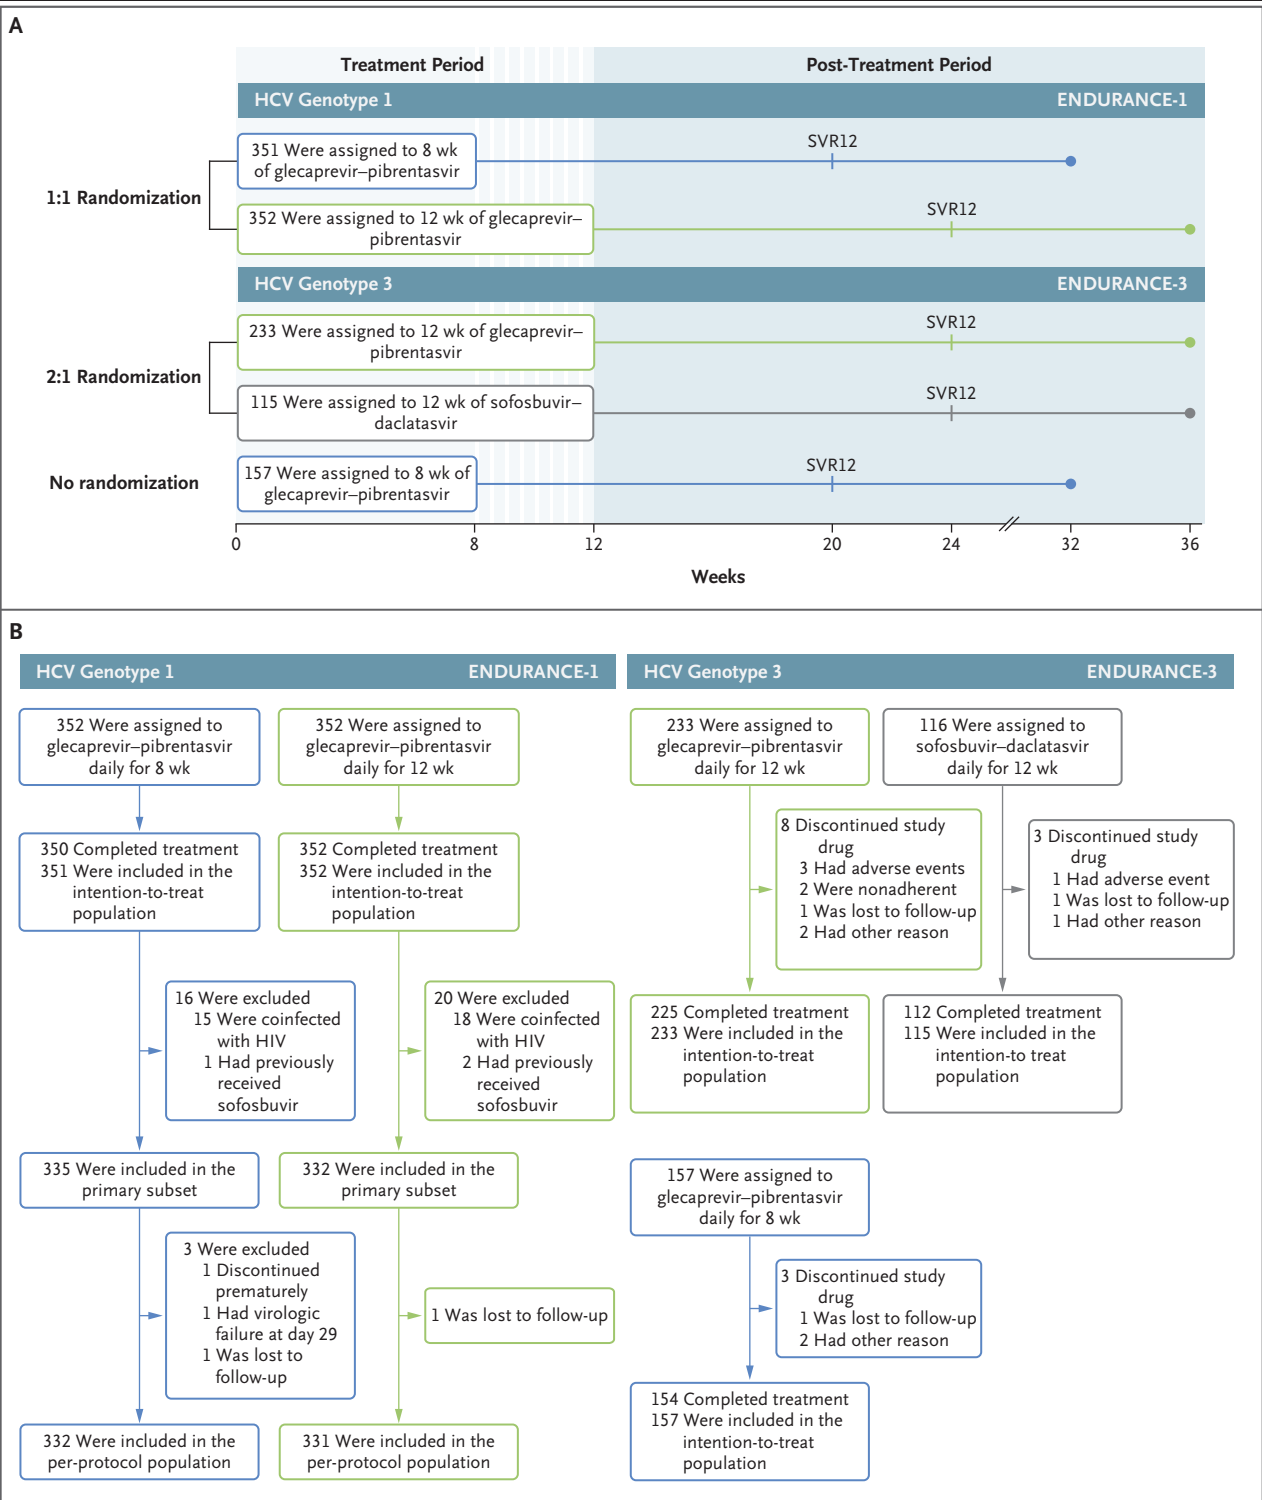 A
Treatment Period
Post-Treatment Period
HCV Genotype 1
ENDURANCE-1
1:1 Randomization
351 Were assigned to 8 wk
of glecaprevir–pibrentasvir
SVR12
352 Were assigned to 12 wk of glecaprevir–
pibrentasvir
SVR12
HCV Genotype 3
ENDURANCE-3
2:1 Randomization
233 Were assigned to 12 wk of glecaprevir–
pibrentasvir
SVR12
115 Were assigned to 12 wk of sofosbuvir–
daclatasvir
SVR12
No randomization
157 Were assigned to 8 wk of
glecaprevir–pibrentasvir
SVR12
0
8
12
20
24
32
36
Weeks
B
HCV Genotype 1
ENDURANCE-1
352 Were assigned to
glecaprevir–pibrentasvir
daily for 8 wk
352 Were assigned to
glecaprevir–pibrentasvir
daily for 12 wk
350 Completed treatment
351 Were included in the
intention-to-treat
population
352 Completed treatment
352 Were included in the
intention-to-treat
population
16 Were excluded
15 Were coinfected
with HIV
1 Had previously
received
sofosbuvir
20 Were excluded
18 Were coinfected
with HIV
2 Had previously
received
sofosbuvir
335 Were included in the
primary subset
332 Were included in the
primary subset
3 Were excluded
1 Discontinued
prematurely
1 Had virologic
failure at day 29
1 Was lost to
follow-up
1 Was lost to follow-up
332 Were included in the
per-protocol population
331 Were included in the
per-protocol population
HCV Genotype 3
ENDURANCE-3
233 Were assigned to
glecaprevir–pibrentasvir
daily for 12 wk
116 Were assigned to
sofosbuvir–daclatasvir
daily for 12 wk
8 Discontinued study
drug
3 Had adverse events
2 Were nonadherent
1 Was lost to follow-up
2 Had other reason
3 Discontinued study
drug
1 Had adverse event
1 Was lost to follow-up
1 Had other reason
225 Completed treatment
233 Were included in the
intention-to-treat
population
112 Completed treatment
115 Were included in the
intention-to treat
population
157 Were assigned to
glecaprevir–pibrentasvir
daily for 8 wk
3 Discontinued study
drug
1 Was lost to follow-up
2 Had other reason
154 Completed treatment
157 Were included in the
intention-to-treat
population